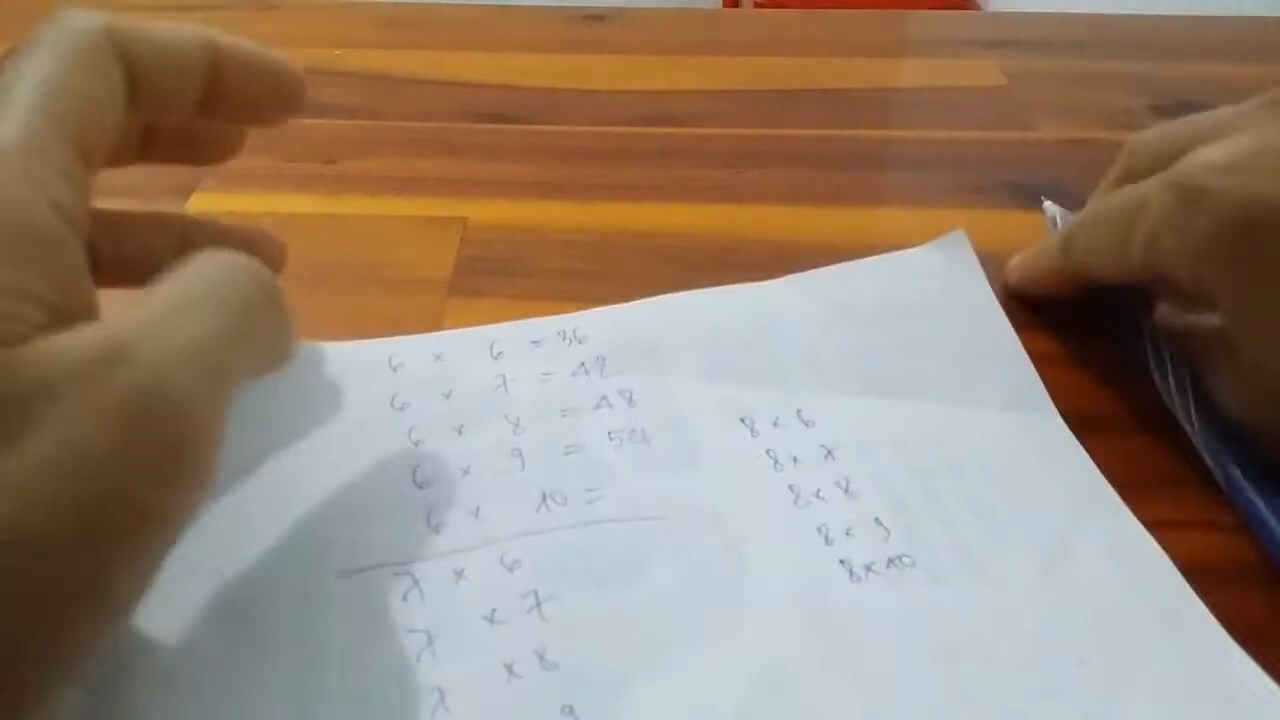 6 × 6 = 36
6 × 7 = 42
6 × 8 = 48
6 × 9 = 54
6 × 10 =
7 × 6
7 × 7
7 × 8
9
8 × 6
8 × 7
8 × 8
8 × 9
8 × 10